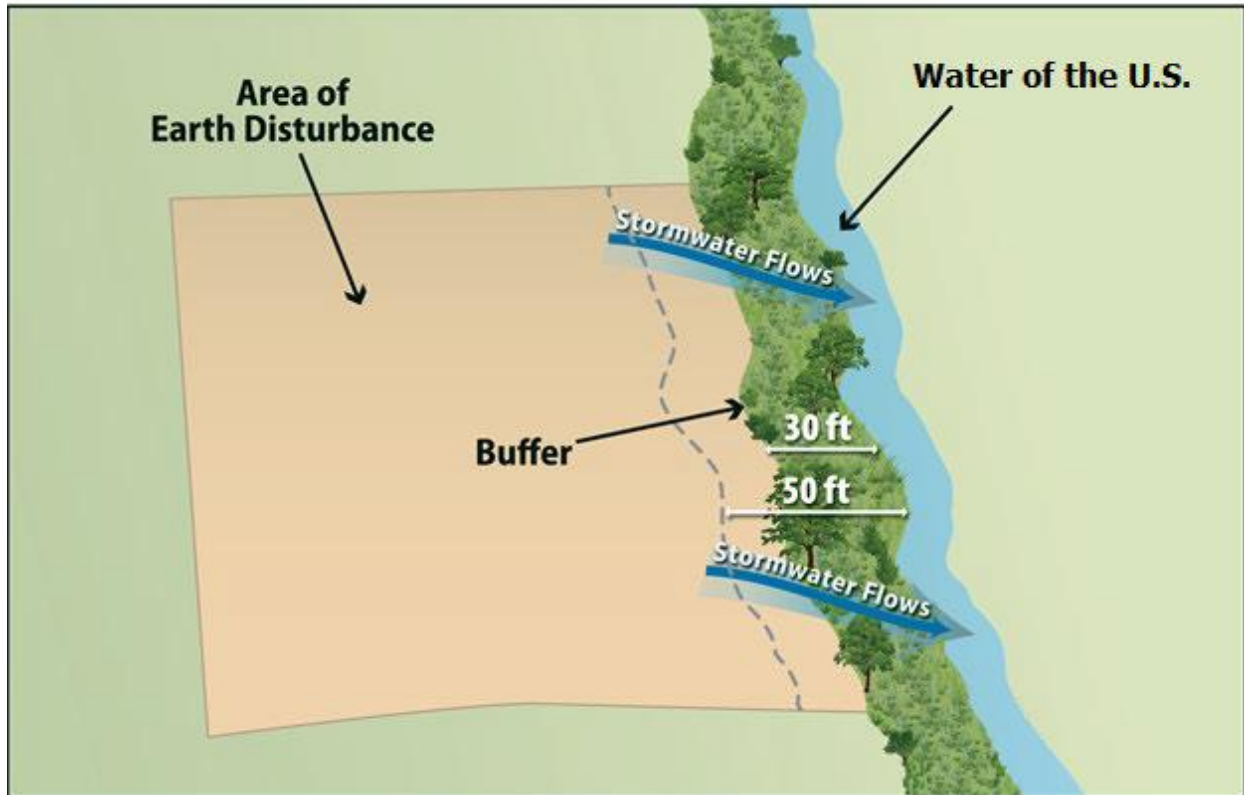 Area of
Earth Disturbance
Water of the U.S.
Stormwater Flows
Buffer
30 ft
50 ft
Stormwater Flows